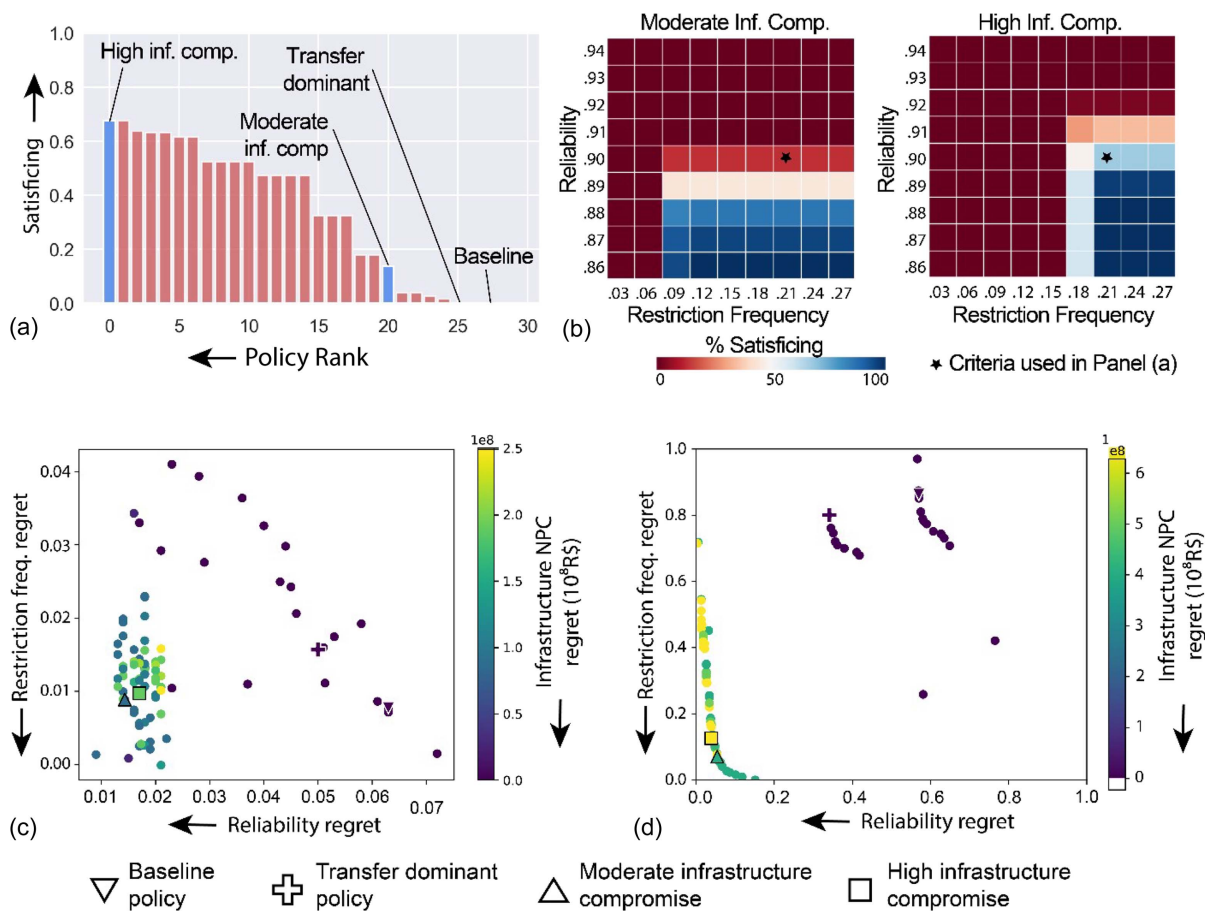 1.0
0.8
0.6
0.4
0.2
0.0
Satisficing
High inf. comp.
Transfer
dominant
Moderate
inf. comp
Baseline
0 5 10 15 20 25 30
Policy Rank
(a)
Moderate Inf. Comp.
.94
.93
.92
.91
.90
.89
.88
.87
.86
Reliability
.03 .06 .09 .12 .15 .18 .21 .24 .27
Restriction Frequency
High Inf. Comp.
.94
.93
.92
.91
.90
.89
.88
.87
.86
Reliability
.03 .06 .09 .12 .15 .18 .21 .24 .27
Restriction Frequency
(b)
% Satisficing
0 50 100
Criteria used in Panel (a)
0.04
0.03
0.02
0.01
0.00
Restriction freq. regret
0.01 0.02 0.03 0.04 0.05 0.06 0.07
Reliability regret
(c)
1e8
2.5
2.0
1.5
1.0
0.5
0.0
Infrastructure NPC
regret (10⁸R$)
1.0
0.8
0.6
0.4
0.2
0.0
Restriction freq. regret
0.0 0.2 0.4 0.6 0.8 1.0
Reliability regret
(d)
1
e8
6
5
4
3
2
1
0
Infrastructure NPC
regret (10⁸R$)
Baseline
policy
Transfer dominant
policy
Moderate infrastructure
compromise
High infrastructure
compromise